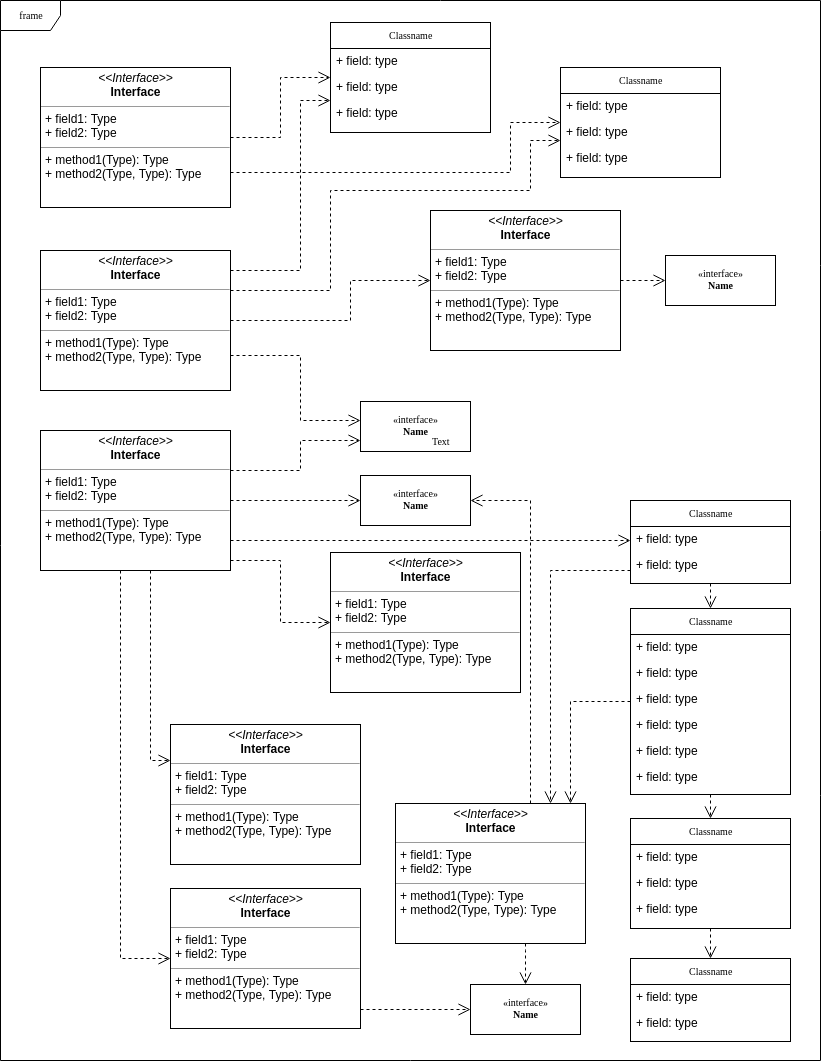 frame
Classname
+ field: type
+ field: type
+ field: type
<<Interface>>
Interface
+ field1: Type
+ field2: Type
+ method1(Type): Type
+ method2(Type, Type): Type
Classname
+ field: type
+ field: type
+ field: type
<<Interface>>
Interface
+ field1: Type
+ field2: Type
+ method1(Type): Type
+ method2(Type, Type): Type
<<Interface>>
Interface
+ field1: Type
+ field2: Type
+ method1(Type): Type
+ method2(Type, Type): Type
«interface»
Name
«interface»
Name
Text
<<Interface>>
Interface
+ field1: Type
+ field2: Type
+ method1(Type): Type
+ method2(Type, Type): Type
«interface»
Name
Classname
+ field: type
+ field: type
<<Interface>>
Interface
+ field1: Type
+ field2: Type
+ method1(Type): Type
+ method2(Type, Type): Type
Classname
+ field: type
+ field: type
+ field: type
+ field: type
+ field: type
+ field: type
<<Interface>>
Interface
+ field1: Type
+ field2: Type
+ method1(Type): Type
+ method2(Type, Type): Type
<<Interface>>
Interface
+ field1: Type
+ field2: Type
+ method1(Type): Type
+ method2(Type, Type): Type
Classname
+ field: type
+ field: type
+ field: type
<<Interface>>
Interface
+ field1: Type
+ field2: Type
+ method1(Type): Type
+ method2(Type, Type): Type
«interface»
Name
Classname
+ field: type
+ field: type